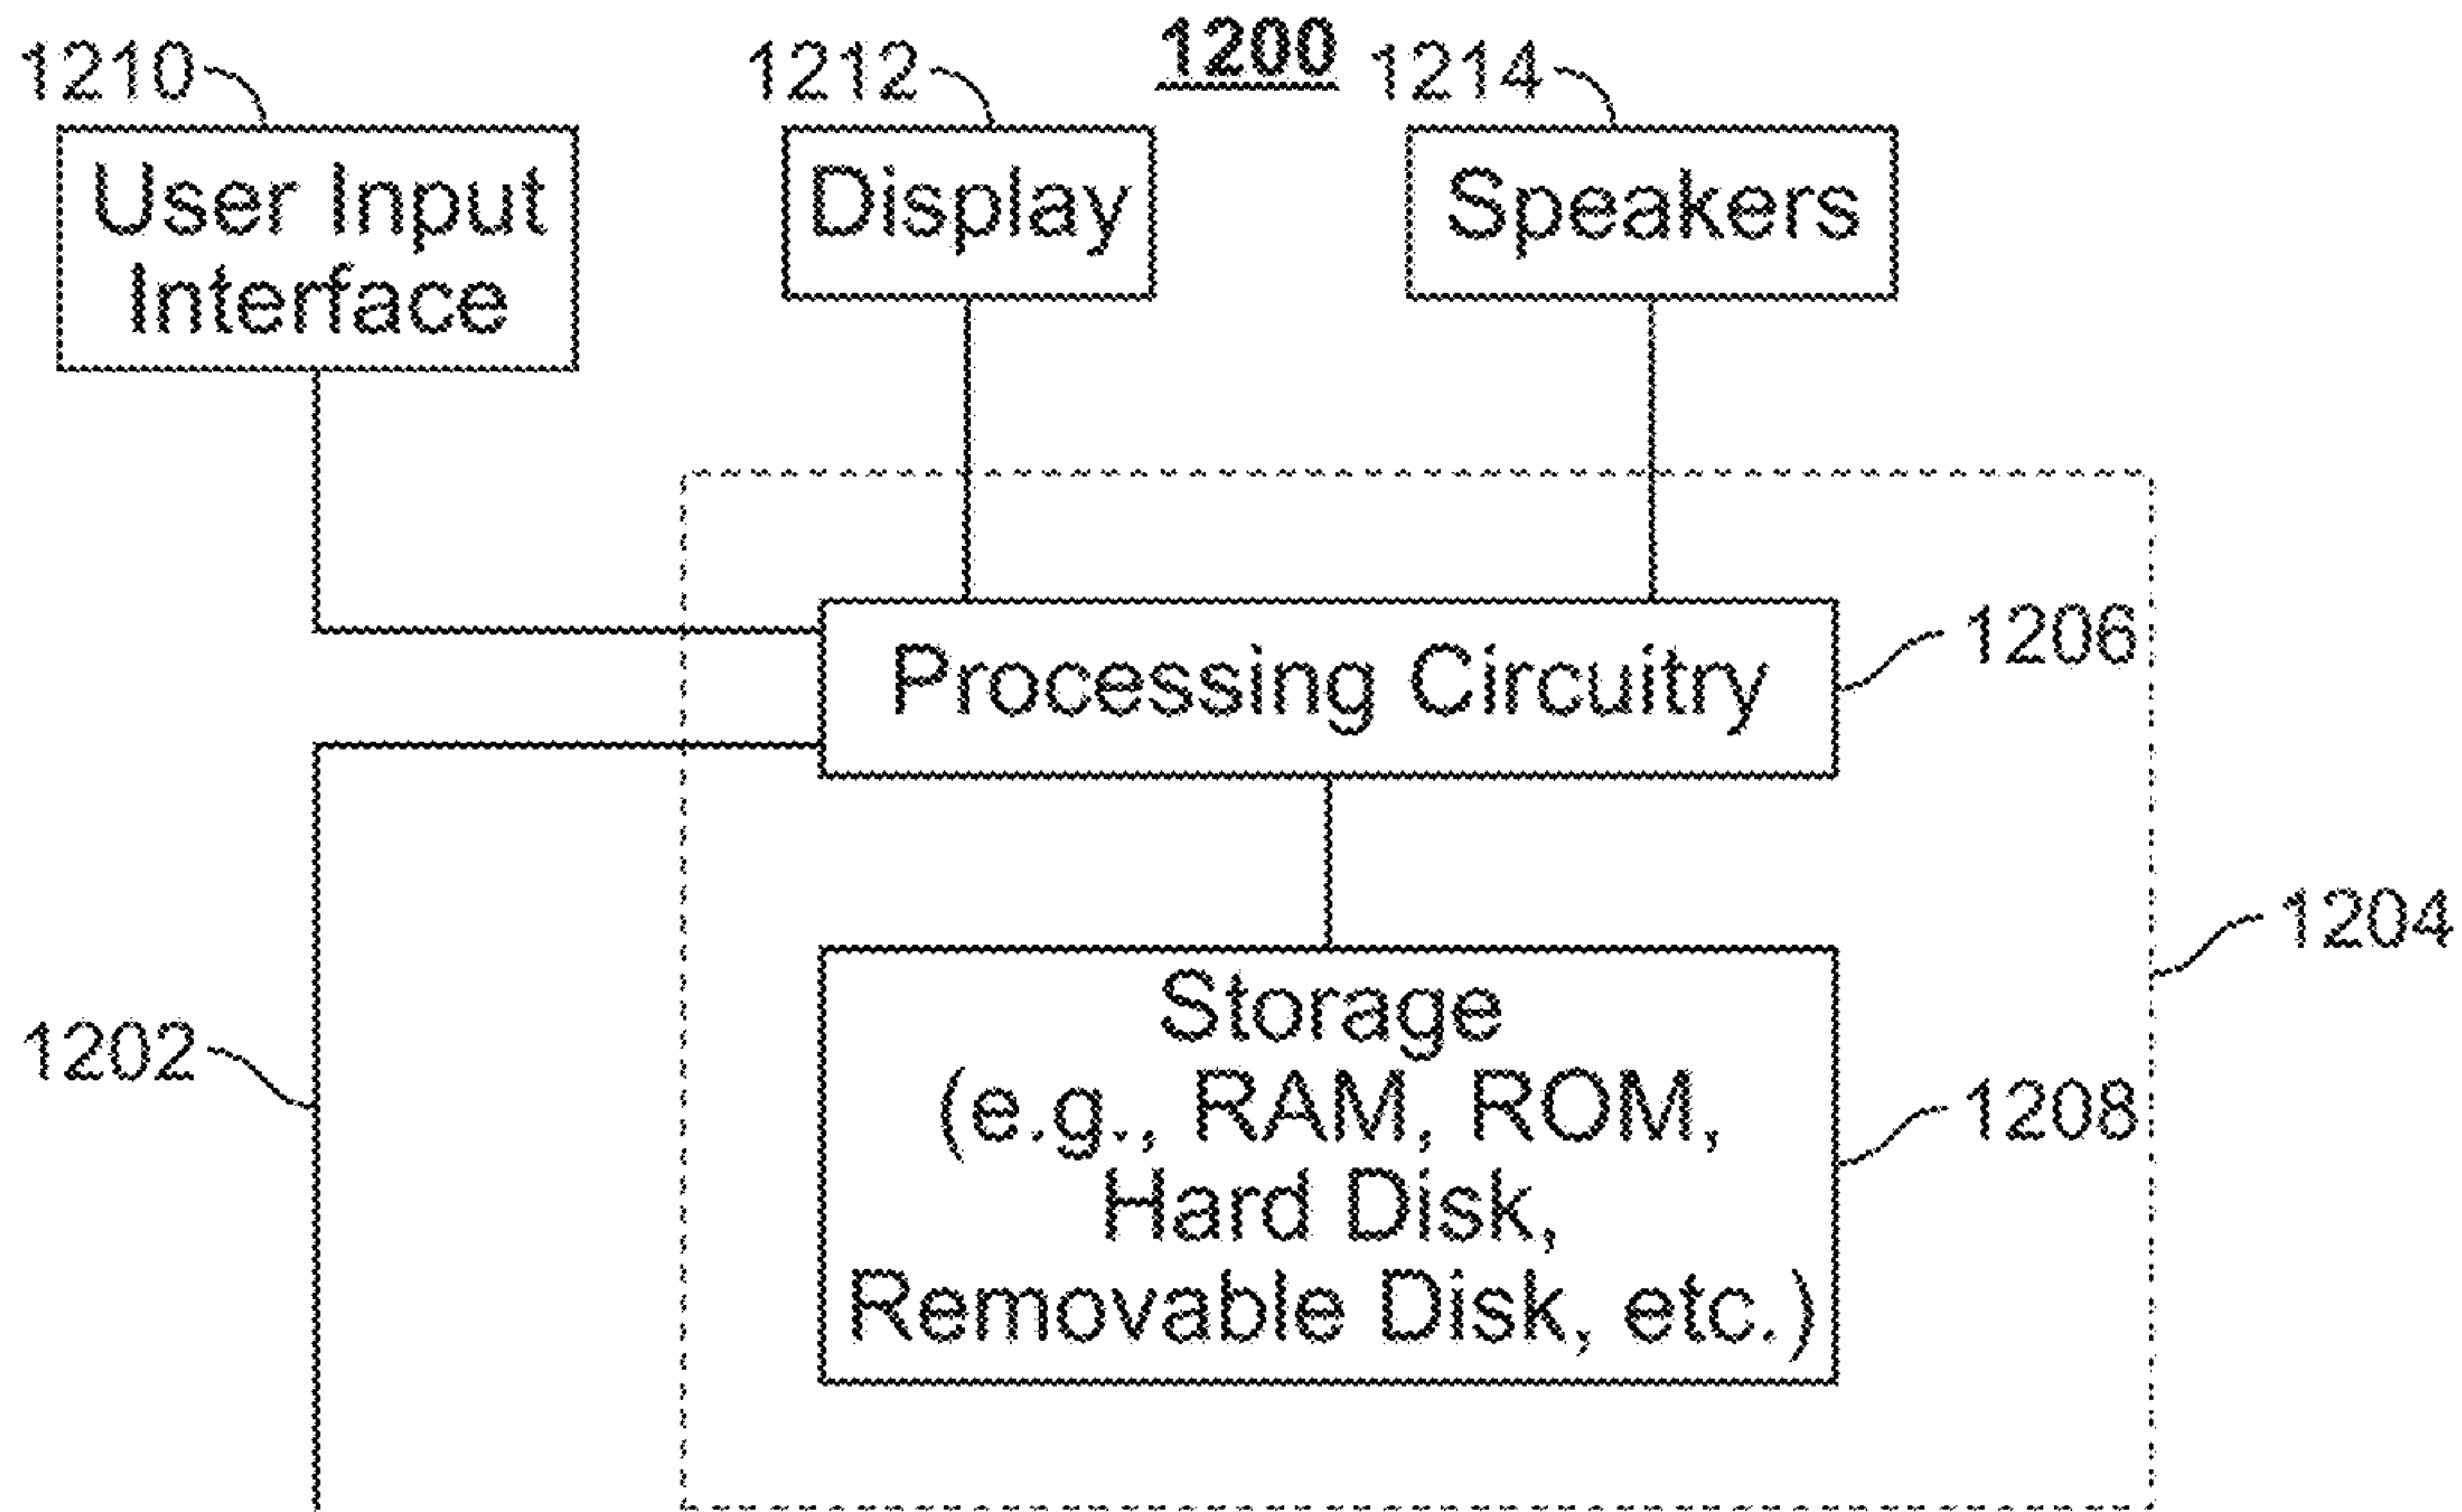 1200
1210
1212
1214
User Input
Interface
Display
Speakers
Processing Circuitry
1206
1204
Storage
(e.g., RAM, ROM,
Hard Disk,
Removable Disk, etc.)
1202
1208